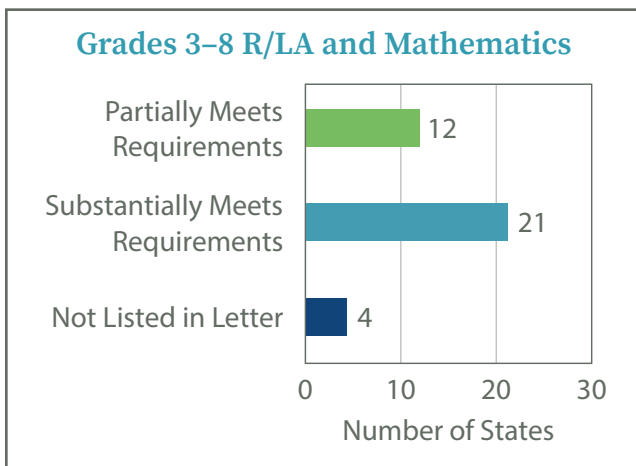 Grades 3–8 R/LA and Mathematics
Partially Meets
Requirements
12
Substantially Meets
Requirements
21
Not Listed in Letter
4
0 10 20 30
Number of States